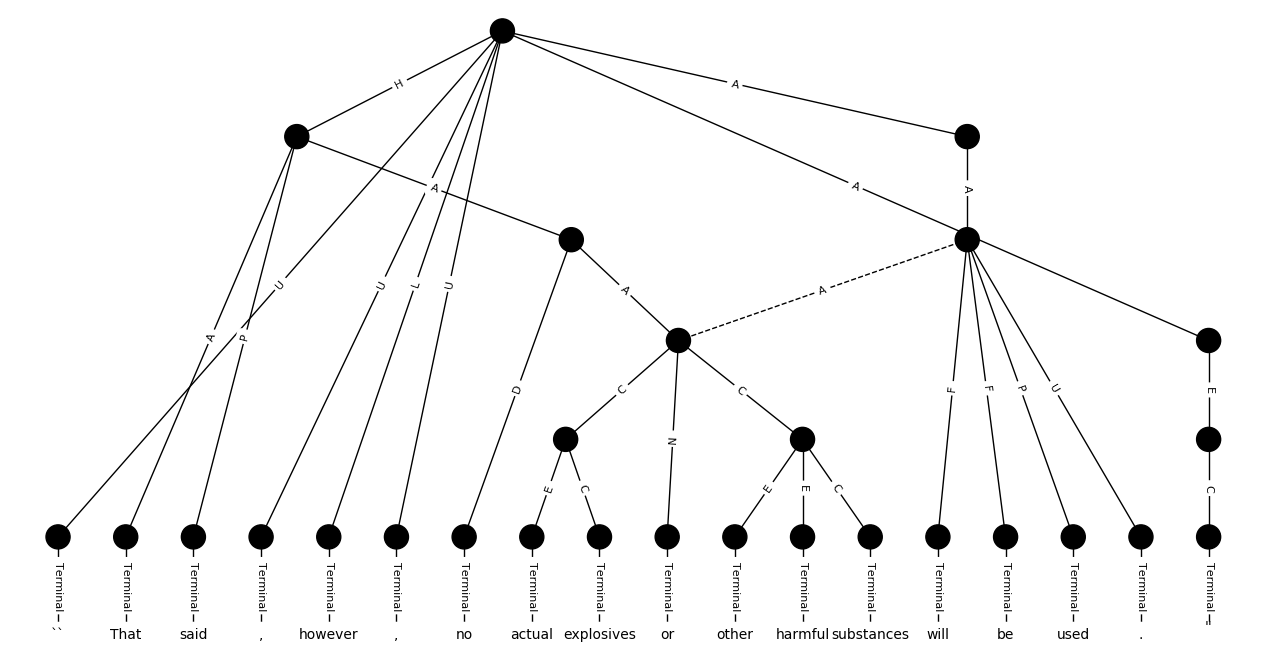 H
A
A
A
A
U
A
U
L
U
A
A
P
D
C
C
F
F
P
U
E
N
E
C
E
E
C
C
Terminal Terminal Terminal Terminal Terminal Terminal Terminal Terminal Terminal Terminal Terminal Terminal Terminal Terminal Terminal Terminal Terminal Terminal
`` That said , however , no actual explosives or other harmful substances will be used . "